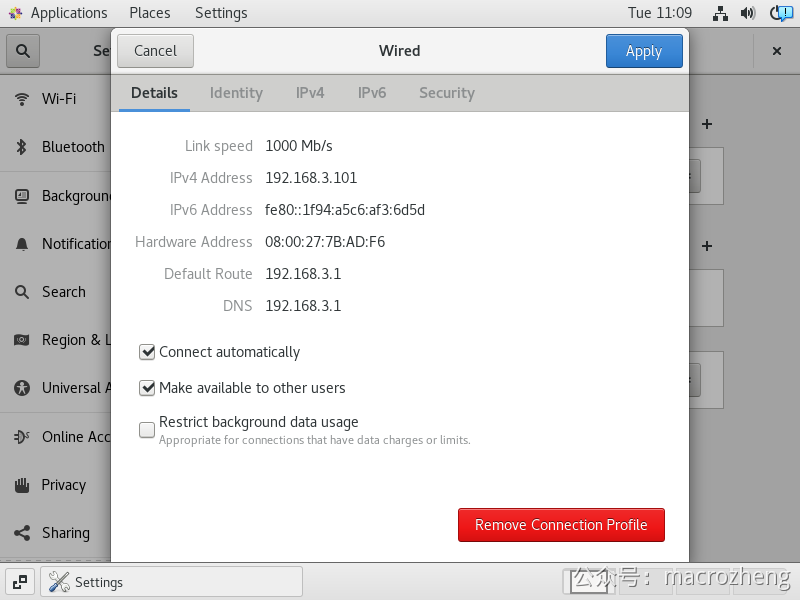 Applications Places Settings Tue 11:09
Se
Cancel Wired Apply
Details Identity IPv4 IPv6 Security
Wi-Fi
Bluetooth
Backgroun
Notification
Search
Region & L
Universal A
Online Acc
Privacy
Sharing
Link speed 1000 Mb/s
IPv4 Address 192.168.3.101
IPv6 Address fe80::1f94:a5c6:af3:6d5d
Hardware Address 08:00:27:7B:AD:F6
Default Route 192.168.3.1
DNS 192.168.3.1
Connect automatically
Make available to other users
Restrict background data usage
Appropriate for connections that have data charges or limits.
Remove Connection Profile
Settings
公众号：macrozheng